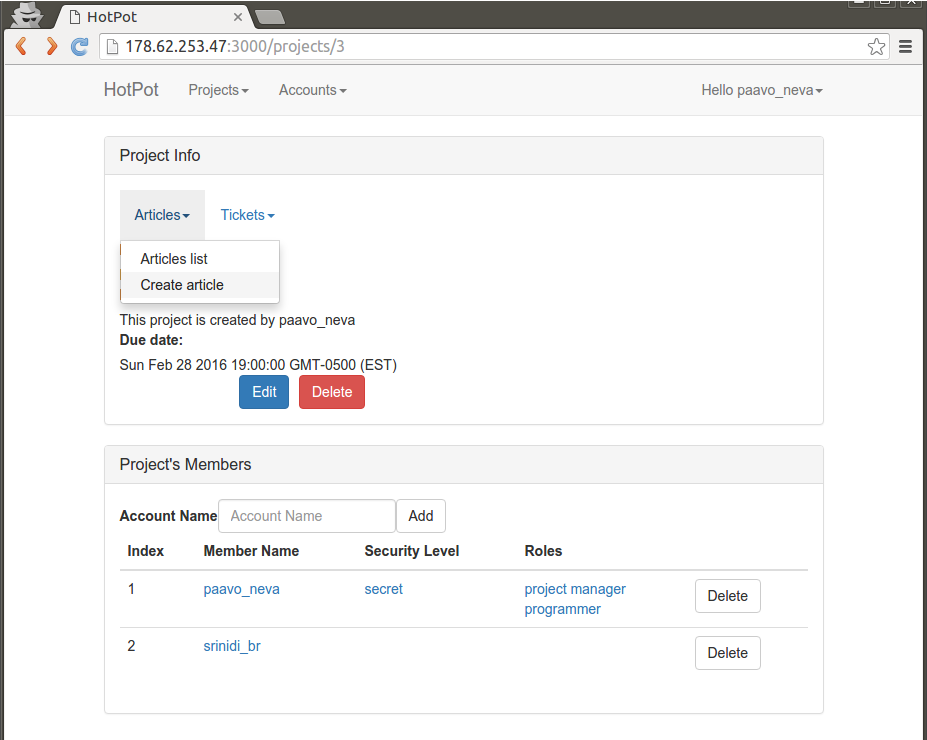 HotPot
178.62.253.47:3000/projects/3
HotPot Projects Accounts Hello paavo_neva
Project Info
Articles Tickets
Articles list
Create article
This project is created by paavo_neva
Due date:
Sun Feb 28 2016 19:00:00 GMT-0500 (EST)
Edit Delete
Project's Members
Account Name Account Name Add
Index Member Name Security Level Roles
1 paavo_neva secret project manager Delete
programmer
2 srinidi_br Delete